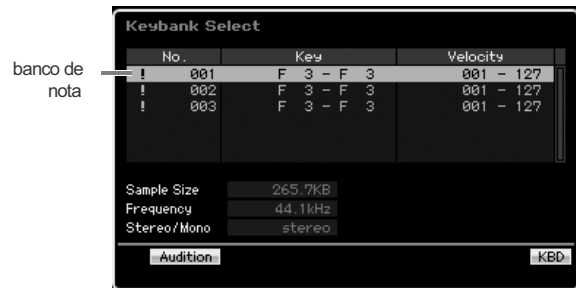 Keybank Select
No. Key Velocity
banco de nota
! 001 F 3 – F 3 001 – 127
! 002 F 3 – F 3 001 – 127
! 003 F 3 – F 3 001 – 127
Sample Size 265.7KB
Frequency 44.1kHz
Stereo/Mono stereo
Audition KBD